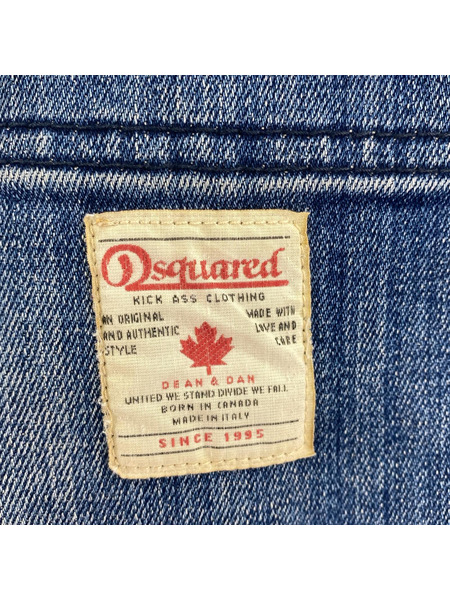 Dsquared
KICK ASS CLOTHING
AN ORIGINAL
AND AUTHENTIC
STYLE
MADE WITH
LOVE AND
CARE
DEAN & DAN
UNITED WE STAND DIVIDE WE FALL
BORN IN CANADA
MADE IN ITALY
SINCE 1995